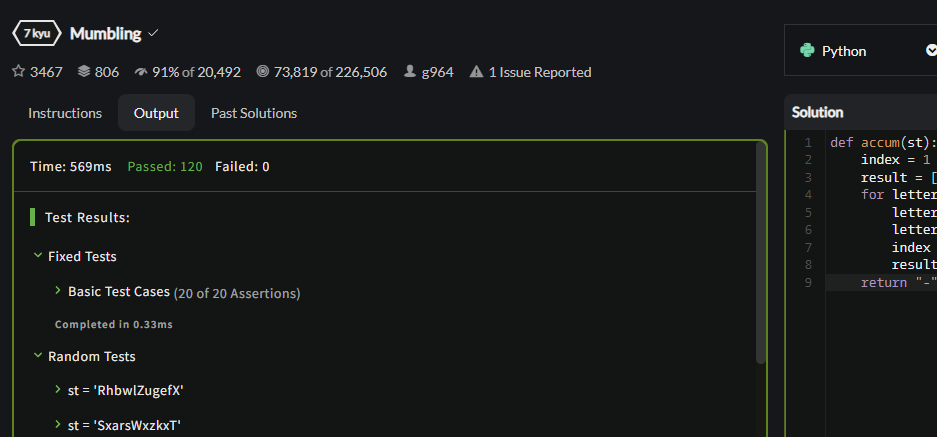 7 kyu Mumbling
3467 806 91% of 20,492 73,819 of 226,506 g964 1 Issue Reported
Instructions Output Past Solutions
Time: 569ms Passed: 120 Failed: 0
Test Results:
Fixed Tests
Basic Test Cases (20 of 20 Assertions)
Completed in 0.33ms
Random Tests
st = 'RhbwlZugefX'
st = 'SxarsWxzkxT'
Python
Solution
1 def accum(st):
2 index = 1
3 result = [
4 for letter
5 letter
6 letter
7 index
8 result
9 return "-"